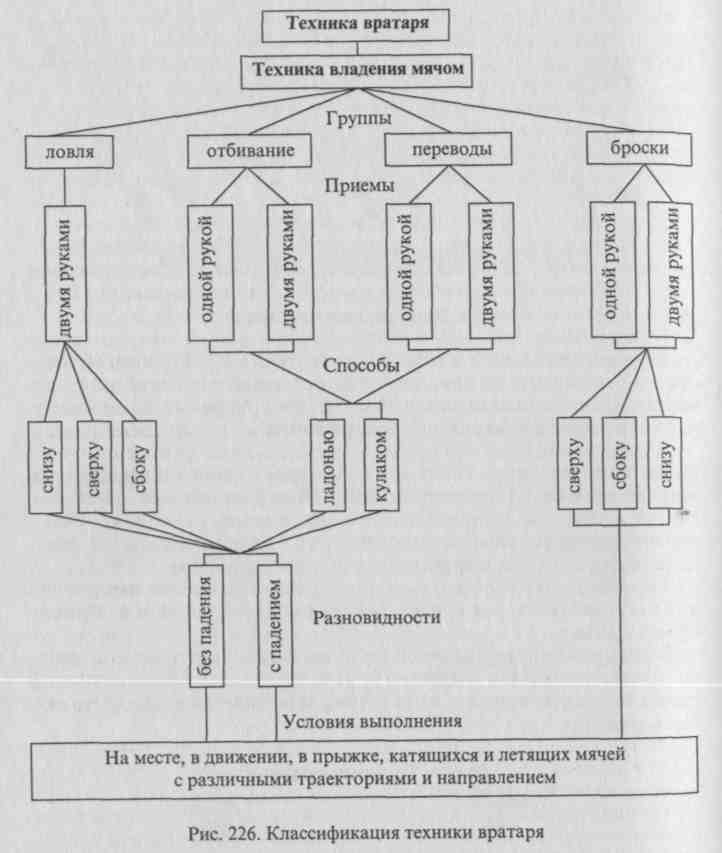 Техника вратаря
Техника владения мячом
Группы
ловля
отбивание
переводы
броски
Приемы
двумя руками
одной рукой
двумя руками
одной рукой
двумя руками
одной рукой
двумя руками
Способы
снизу
сверху
сбоку
ладонью
кулаком
сверху
сбоку
снизу
без падения
с падением
Разновидности
Условия выполнения
На месте, в движении, в прыжке, катящихся и летящих мячей
с различными траекториями и направлением
Рис. 226. Классификация техники вратаря